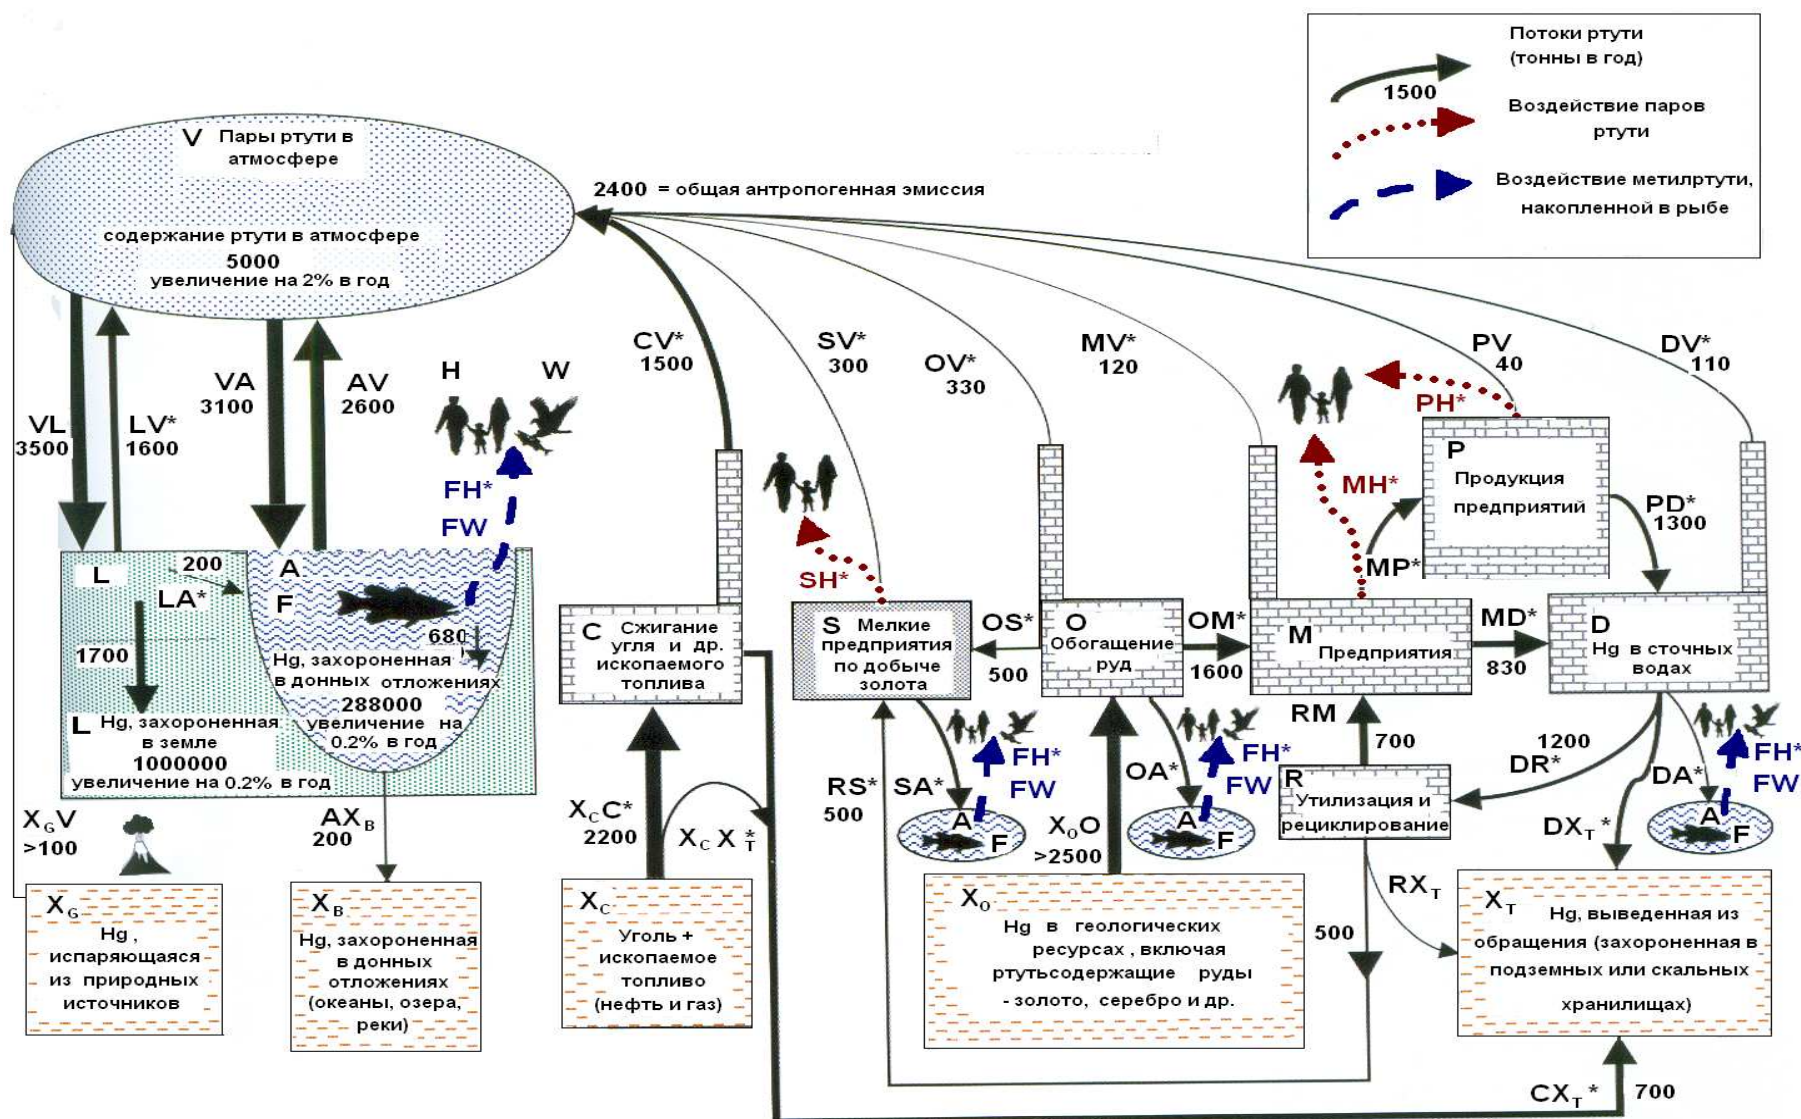 Потоки ртути
(тонны в год)
1500
Воздействие паров
ртути
Воздействие метилртути,
накопленной в рыбе
V Пары ртути в
атмосфере
содержание ртути в атмосфере
5000
увеличение на 2% в год
2400 = общая антропогенная эмиссия
VL
3500
LV*
1600
VA
3100
AV
2600
H
W
FH*
FW
CV*
1500
SV*
300
OV*
330
MV*
120
PV
40
DV*
110
PH*
MH*
SH*
L
200
LA*
A
F
680
1700
Hg, захороненная
в донных отложениях
288000
увеличение на
0.2% в год
L Hg, захороненная
в земле
1000000
увеличение на 0.2% в год
C Сжигание
угля и др.
ископаемого
топлива
S Мелкие
предприятия
по добыче
золота
OS*
500
O
Обогащение
руд
OM*
1600
M
Предприятия
MP*
P
Продукция
предприятий
PD*
1300
MD*
830
D
Hg в сточных
водах
XGV
>100
AXB
200
XCC*
2200
XC XT*
RS*
500
SA*
FH*
FW
A
F
XOO
>2500
OA*
FH*
FW
A
F
RM
700
R
Утилизация и
рециклирование
1200
DR*
DA*
FH*
FW
A
F
DXT*
RXT
500
XG
Hg,
испаряющаяся
из природных
источников
XB
Hg, захороненная
в донных
отложениях
(океаны, озера,
реки)
XC
Уголь +
ископаемое
топливо
(нефть и газ)
XO
Hg в геологических
ресурсах, включая
ртутьсодержащие руды
- золото, серебро и др.
XT
Hg, выведенная из
обращения (захороненная в
подземных или скальных
хранилищах)
CXT*
700